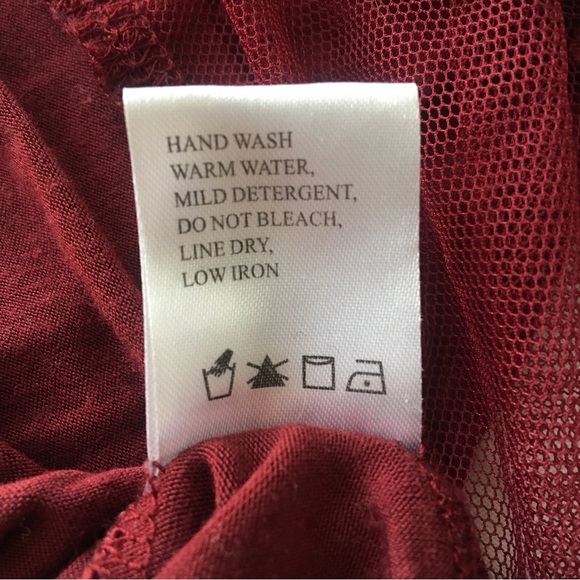 HAND WASH
WARM WATER,
MILD DETERGENT,
DO NOT BLEACH,
LINE DRY,
LOW IRON